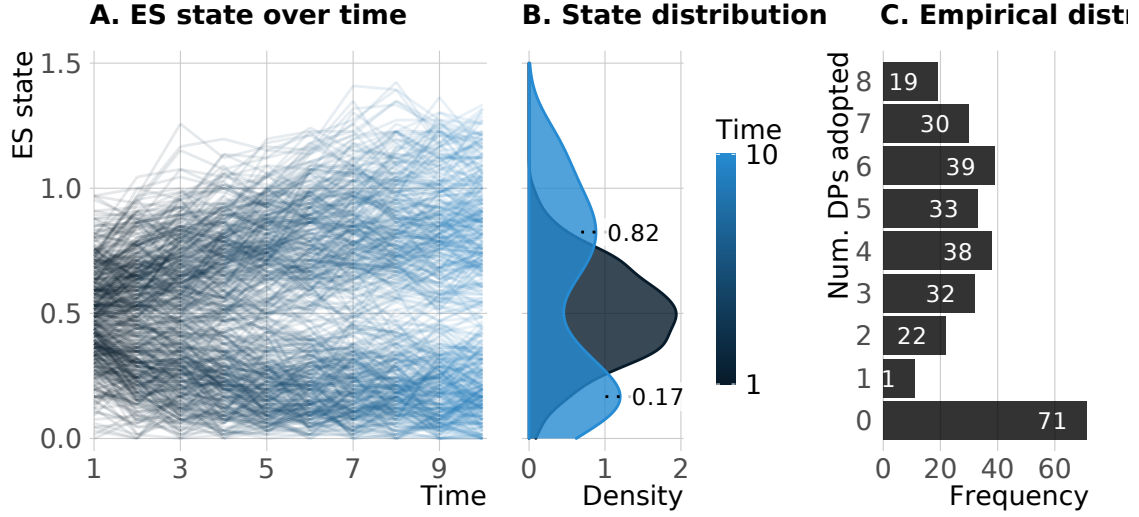 A. ES state over time
B. State distribution
C. Empirical distr
ES state
1.5
1.0
0.5
0.0
1 3 5 7 9
Time
0.82
0.17
0 1 2
Density
Time
10
1
Num. DPs adopted
8 19
7 30
6 39
5 33
4 38
3 32
2 22
1 1
0 71
0 20 40 60
Frequency